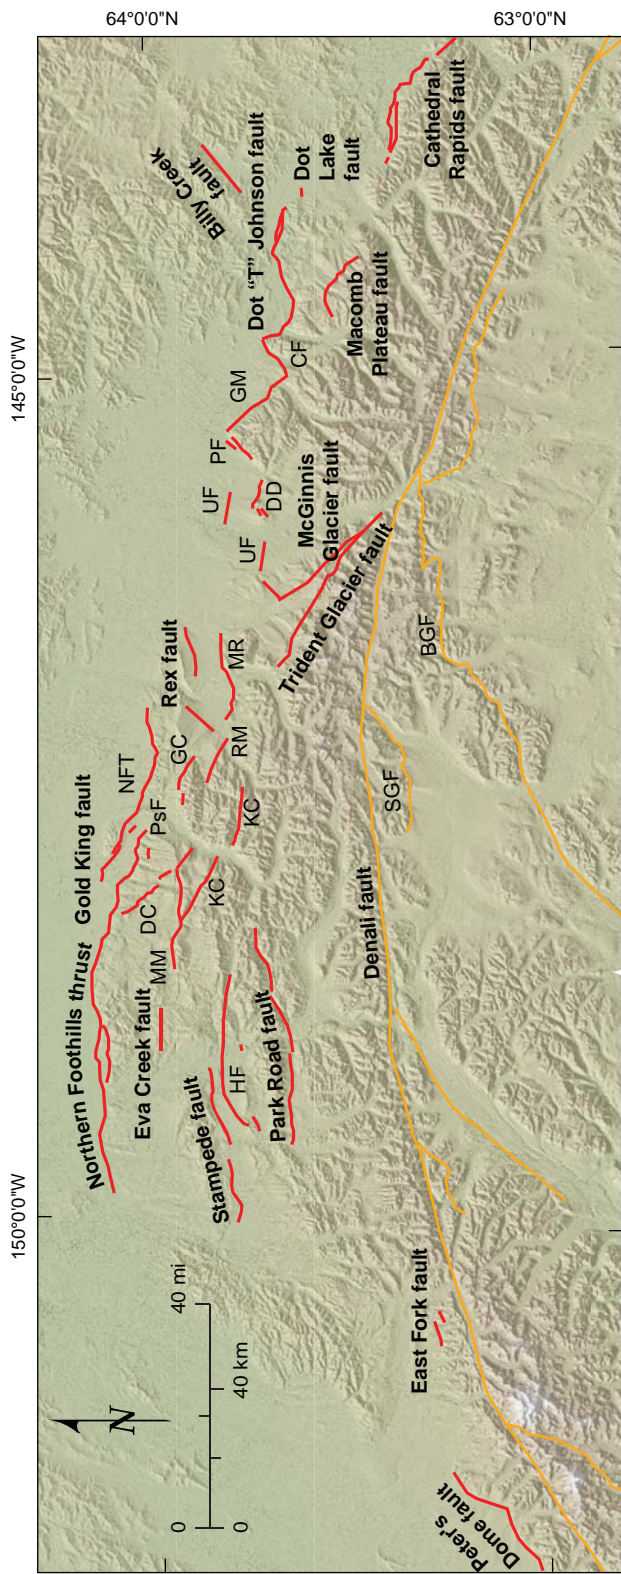 64°0'0"N
63°0'0"N
145°0'0"W
150°0'0"W
Billy Creek
fault
Dot
Lake
fault
Cathedral
Rapids fault
Dot “T” Johnson fault
Macomb
Plateau fault
CF
GM
PF
UF
DD
UF
McGinnis
Glacier fault
Trident Glacier fault
Rex fault
MR
BGF
GC
RM
NFT
PsF
KC
SGF
Gold King fault
DC
KC
MM
Denali fault
Northern Foothills thrust
Eva Creek fault
HF
Park Road fault
Stampede fault
East Fork fault
Peter's
Dome fault
N
0
40 mi
0
40 km